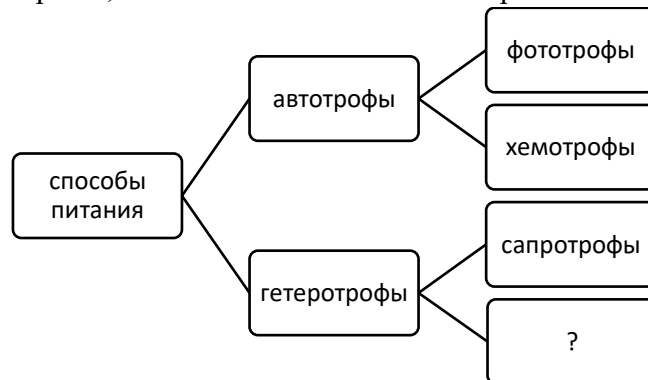 фототрофы
автотрофы
хемотрофы
способы
питания
сапротрофы
гетеротрофы
?